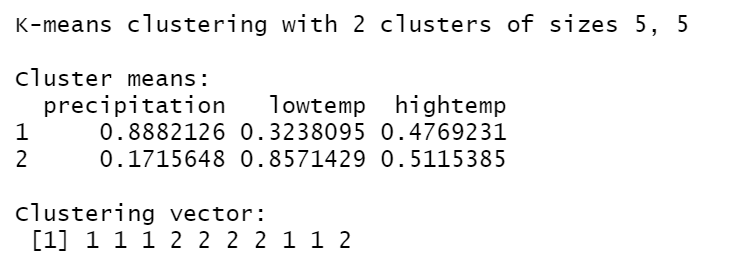 K-means clustering with 2 clusters of sizes 5, 5
Cluster means:
precipitation lowtemp hightemp
1 0.8882126 0.3238095 0.4769231
2 0.1715648 0.8571429 0.5115385
Clustering vector:
[1] 1 1 1 2 2 2 2 1 1 2